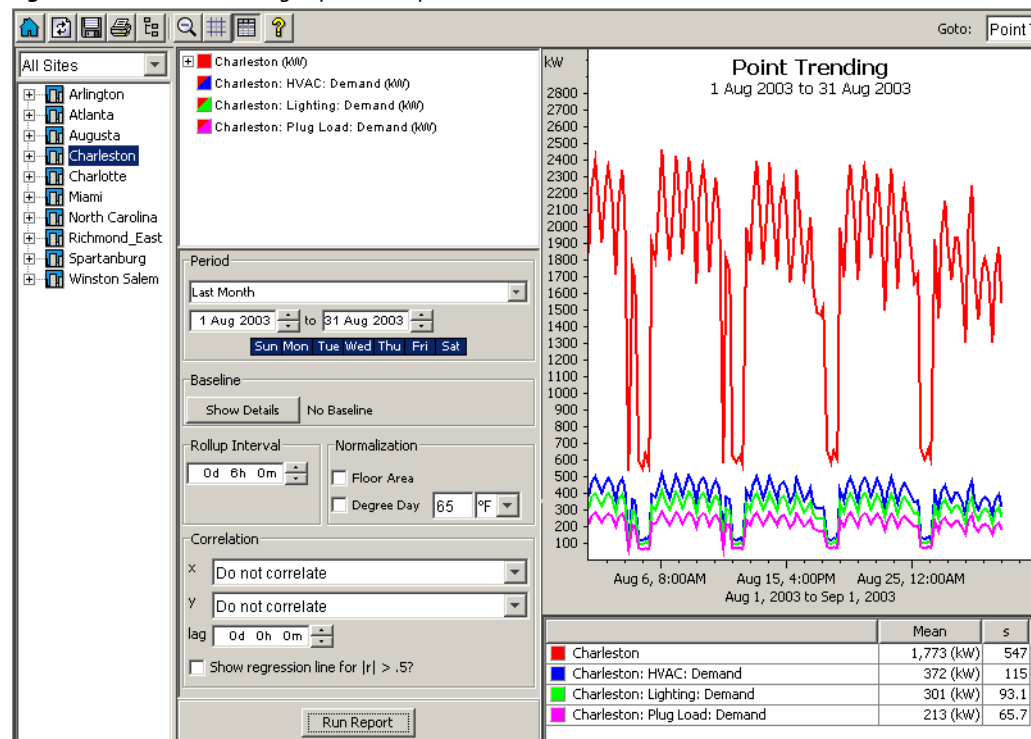 Goto: Point
All Sites
Arlington
Atlanta
Augusta
Charleston
Charlotte
Miami
North Carolina
Richmond_East
Spartanburg
Winston Salem
Charleston (kW)
Charleston: HVAC: Demand (kW)
Charleston: Lighting: Demand (kW)
Charleston: Plug Load: Demand (kW)
Period
Last Month
1 Aug 2003 to 31 Aug 2003
Sun Mon Tue Wed Thu Fri Sat
Baseline
Show Details No Baseline
Rollup Interval
0d 6h 0m
Normalization
Floor Area
Degree Day 65 °F
Correlation
x Do not correlate
y Do not correlate
lag 0d 0h 0m
Show regression line for |r| > .5?
Run Report
kW
Point Trending
1 Aug 2003 to 31 Aug 2003
2800
2700
2600
2500
2400
2300
2200
2100
2000
1900
1800
1700
1600
1500
1400
1300
1200
1100
1000
900
800
700
600
500
400
300
200
100
Aug 6, 8:00AM Aug 15, 4:00PM Aug 25, 12:00AM
Aug 1, 2003 to Sep 1, 2003
Mean s
Charleston 1,773 (kW) 547
Charleston: HVAC: Demand 372 (kW) 115
Charleston: Lighting: Demand 301 (kW) 93.1
Charleston: Plug Load: Demand 213 (kW) 65.7